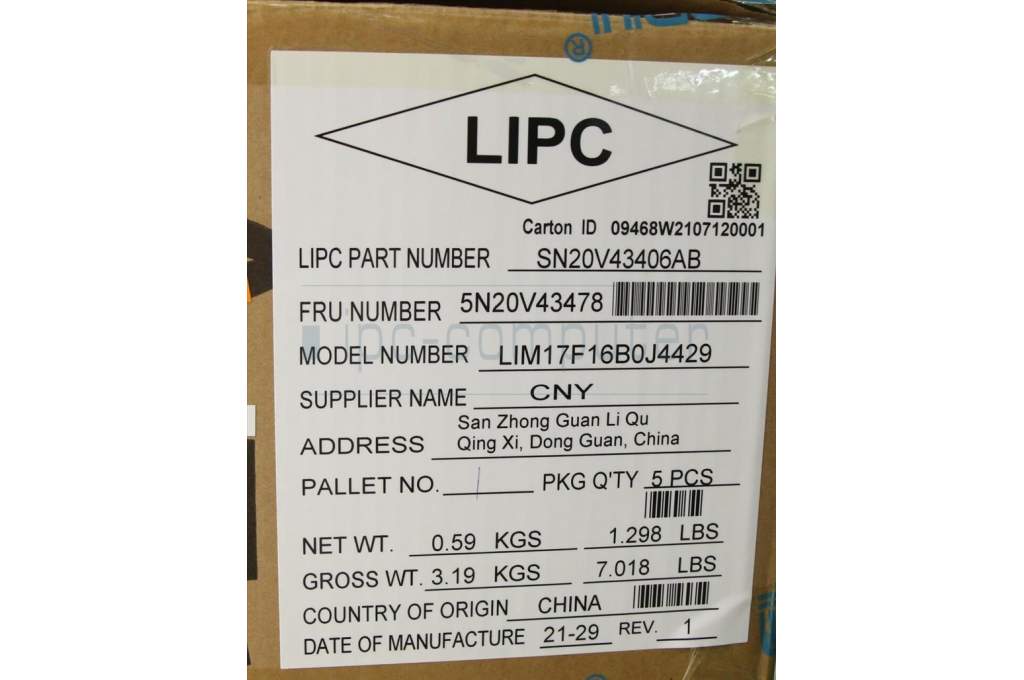 ®
LIPC
Carton ID 09468W2107120001
LIPC PART NUMBER SN20V43406AB
FRU NUMBER 5N20V43478
ipc-computer
MODEL NUMBER LIM17F16B0J4429
SUPPLIER NAME CNY
ADDRESS San Zhong Guan Li Qu
Qing Xi, Dong Guan, China
PALLET NO. 1 PKG Q'TY 5 PCS
NET WT. 0.59 KGS 1.298 LBS
GROSS WT. 3.19 KGS 7.018 LBS
COUNTRY OF ORIGIN CHINA
DATE OF MANUFACTURE 21-29 REV. 1